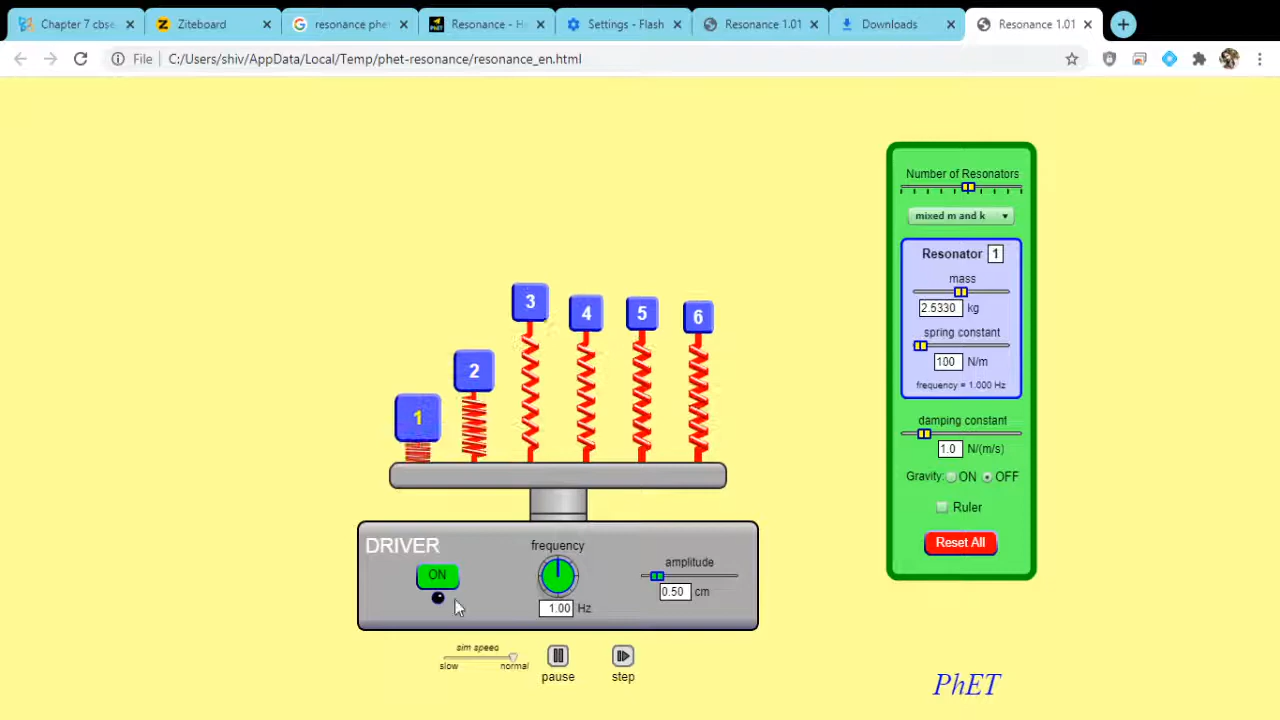 Chapter 7 cbse
Ziteboard
resonance phe
Resonance - H
Settings - Flash
Resonance 1.01
Downloads
Resonance 1.01
File
C:/Users/shiv/AppData/Local/Temp/phet-resonance/resonance_en.html
Number of Resonators
mixed m and k
Resonator 1
mass
2.5330 kg
spring constant
100 N/m
frequency = 1.000 Hz
damping constant
1.0 N/(m/s)
Gravity: ON OFF
Ruler
Reset All
1
2
3
4
5
6
DRIVER
ON
frequency
1.00 Hz
amplitude
0.50 cm
sim speed
slow normal
pause
step
PhET